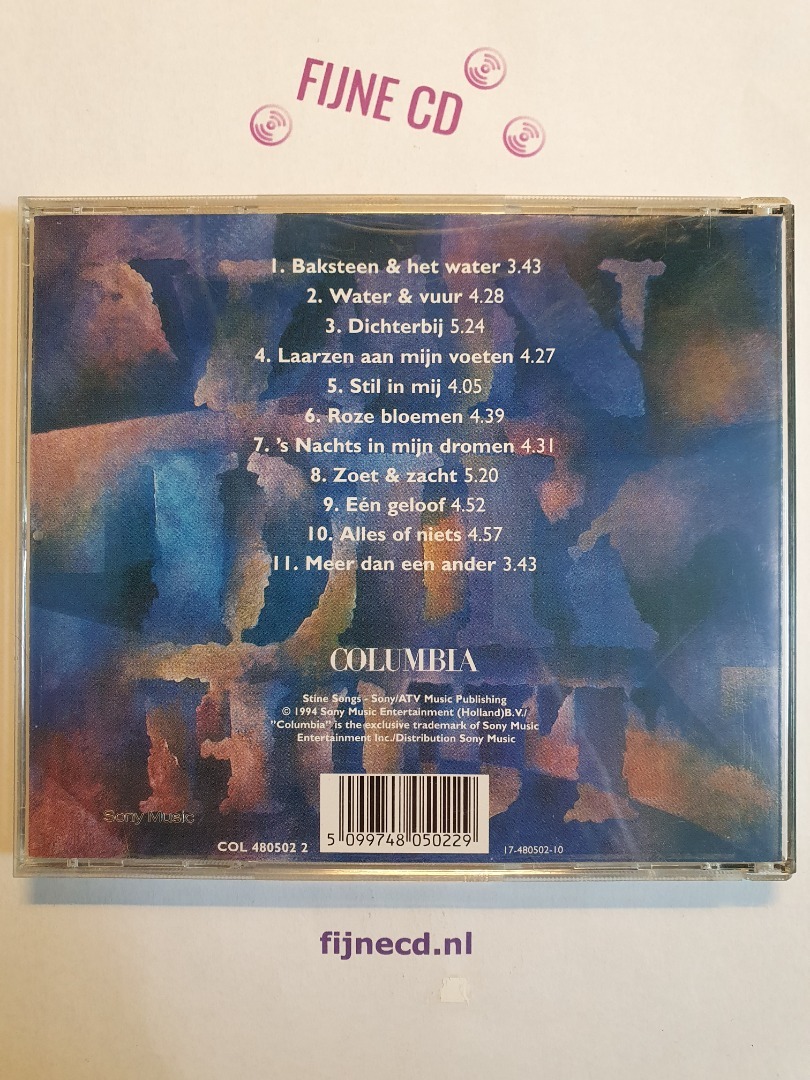 FIJNE CD
1. Baksteen & het water 3.43
2. Water & vuur 4.28
3. Dichterbij 5.24
4. Laarzen aan mijn voeten 4.27
5. Stil in mij 4.05
6. Roze bloemen 4.39
7. 's Nachts in mijn dromen 4.31
8. Zoet & zacht 5.20
9. Eén geloof 4.52
10. Alles of niets 4.57
11. Meer dan een ander 3.43
COLUMBIA
Stine Songs - Sony/ATV Music Publishing
© 1994 Sony Music Entertainment (Holland)B.V./
"Columbia" is the exclusive trademark of Sony Music
Entertainment Inc./Distribution Sony Music
Sony Music
COL 480502 2
5 099748 050229
17-480502-10
fijnecd.nl